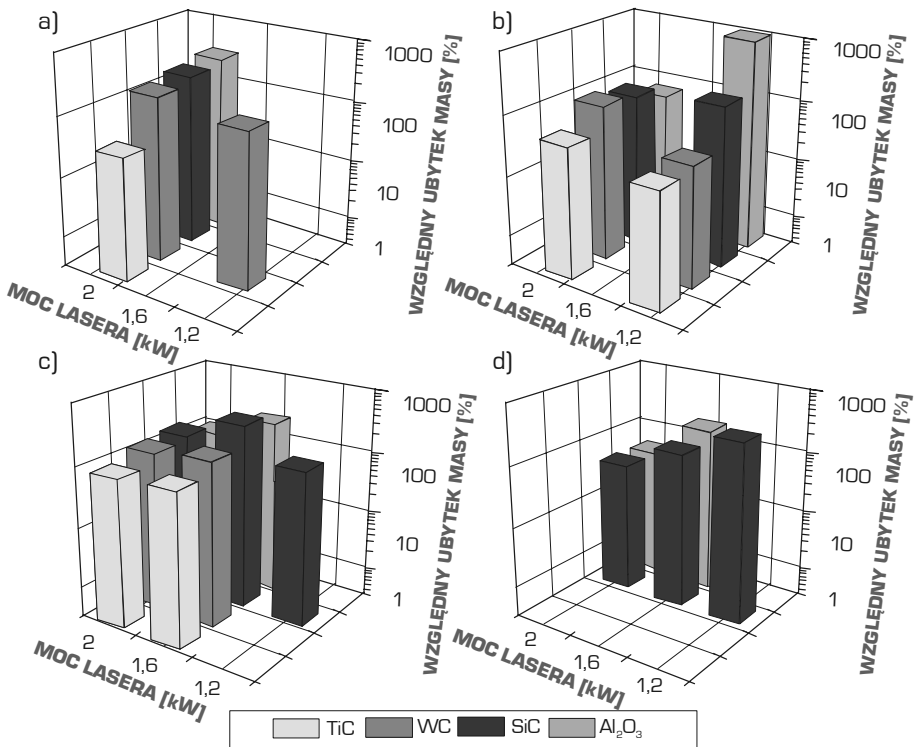 a)
1000
100
10
1
WZGLĘDNY UBYTEK MASY [%]
2
1,6
1,2
MOC LASERA [kW]
b)
1000
100
10
1
WZGLĘDNY UBYTEK MASY [%]
2
1,6
1,2
MOC LASERA [kW]
c)
1000
100
10
1
WZGLĘDNY UBYTEK MASY [%]
2
1,6
1,2
MOC LASERA [kW]
d)
1000
100
10
1
WZGLĘDNY UBYTEK MASY [%]
2
1,6
1,2
MOC LASERA [kW]
TiC WC SiC Al₂O₃